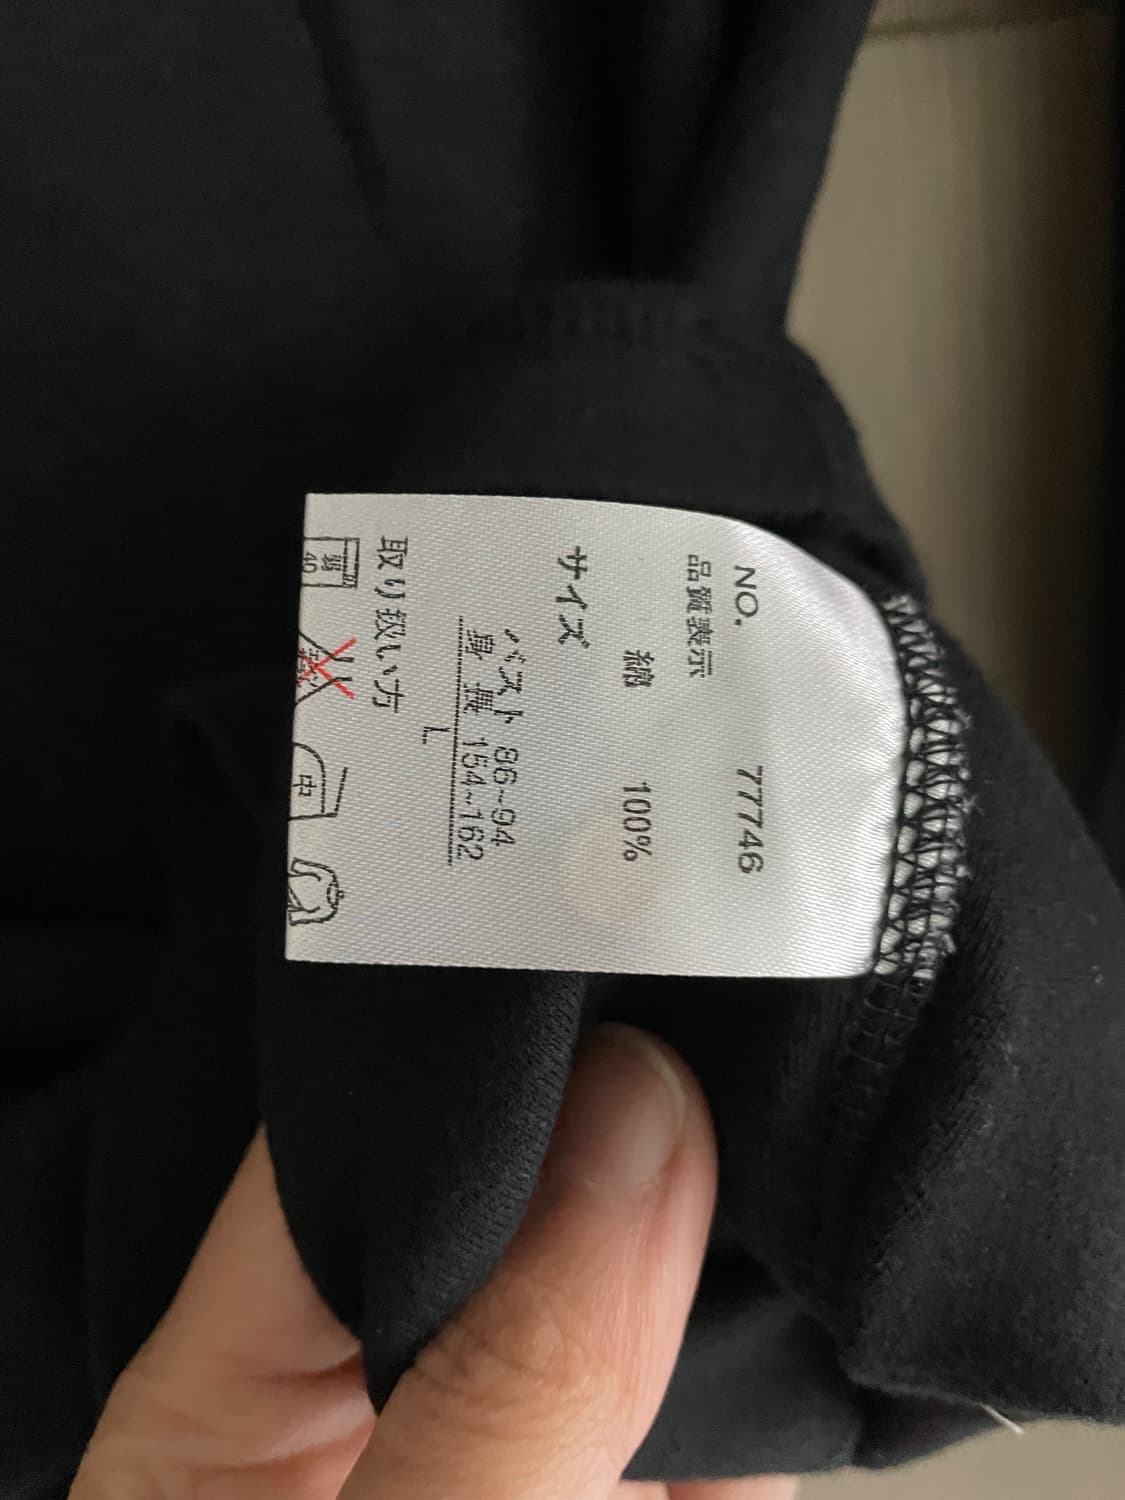 NO. 77746
品質表示
綿 100%
サイズ
バスト 86~94
身長 154~162
L
取り扱い方
弱 40
中